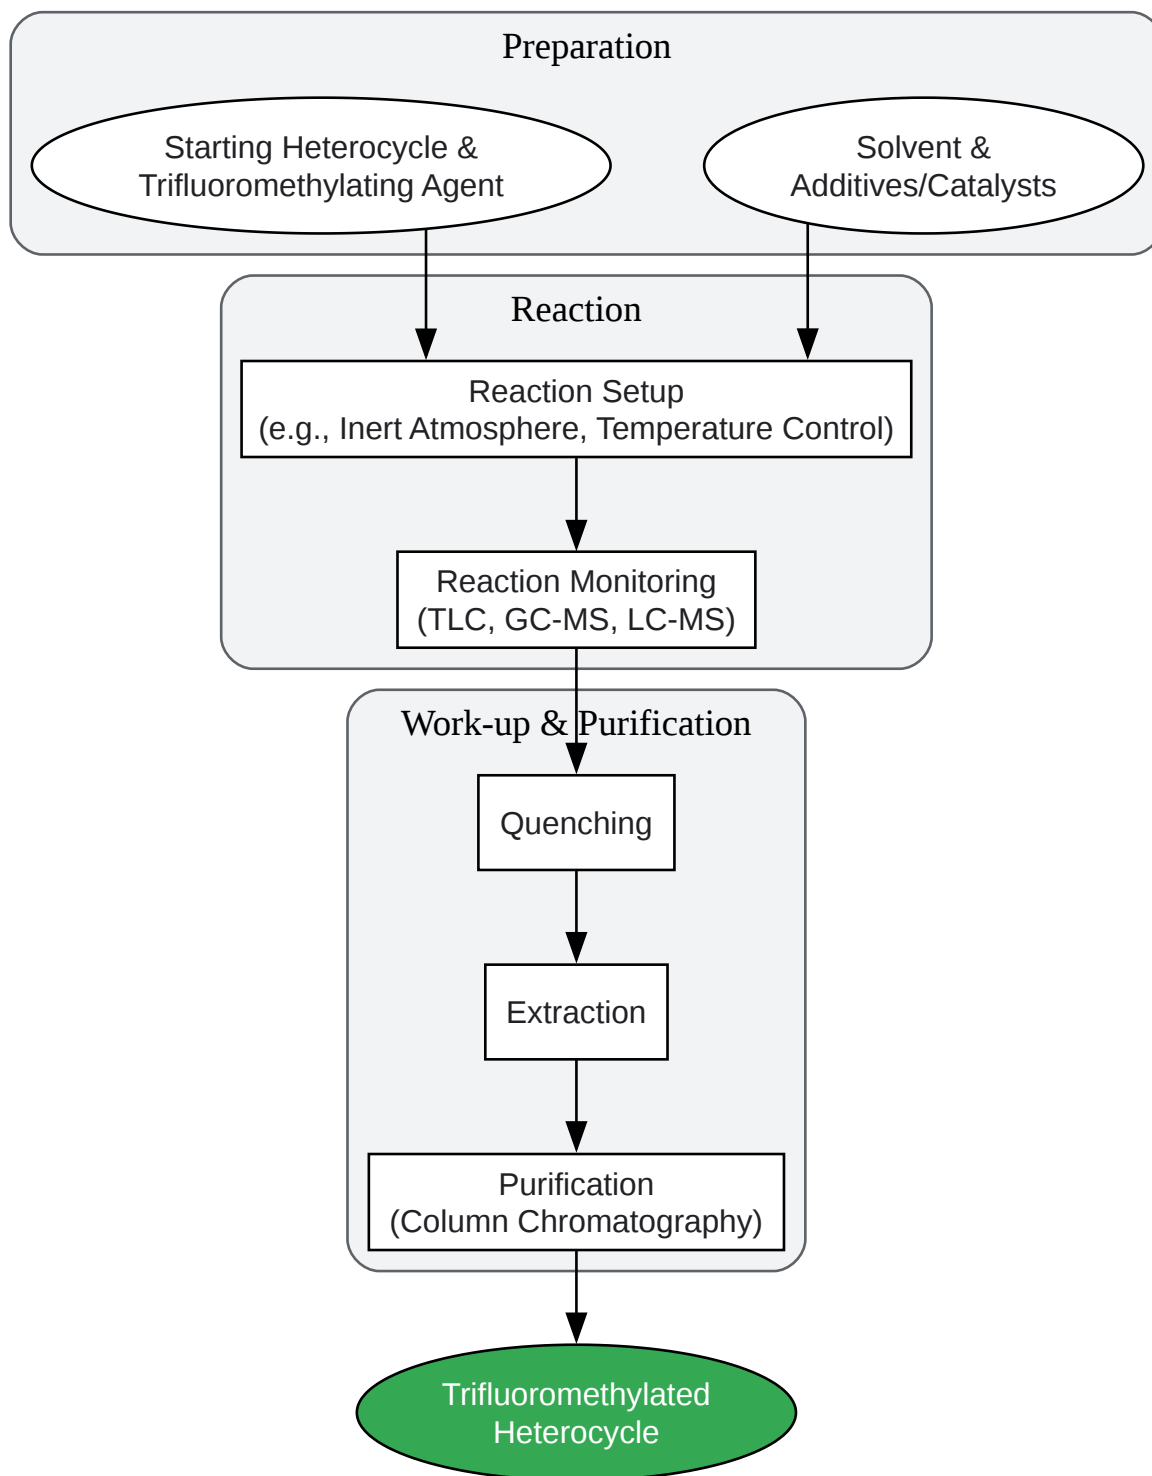 Preparation
Starting Heterocycle &
Trifluoromethylating Agent
Solvent &
Additives/Catalysts
Reaction
Reaction Setup
(e.g., Inert Atmosphere, Temperature Control)
Reaction Monitoring
(TLC, GC-MS, LC-MS)
Work-up & Purification
Quenching
Extraction
Purification
(Column Chromatography)
Trifluoromethylated
Heterocycle